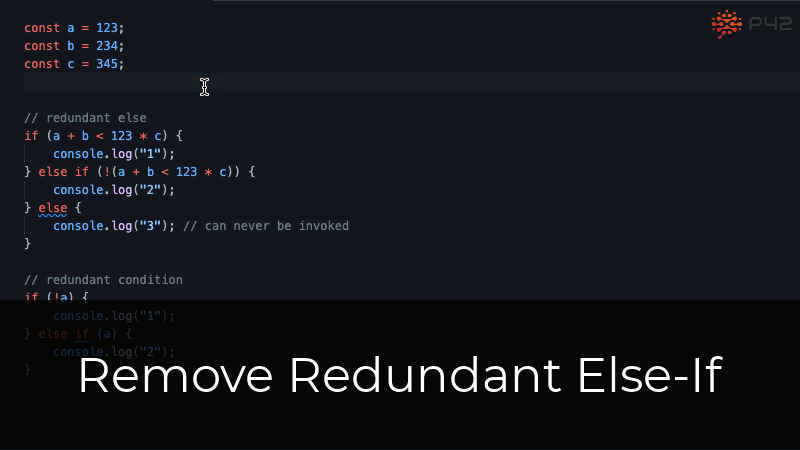 P42
const a = 123;
const b = 234;
const c = 345;
// redundant else
if (a + b < 123 * c) {
    console.log("1");
} else if (!(a + b < 123 * c)) {
    console.log("2");
} else {
    console.log("3"); // can never be invoked
}
// redundant condition
if (!a) {
    console.log("1");
} else if (a) {
    console.log("2");
}
Remove Redundant Else-If